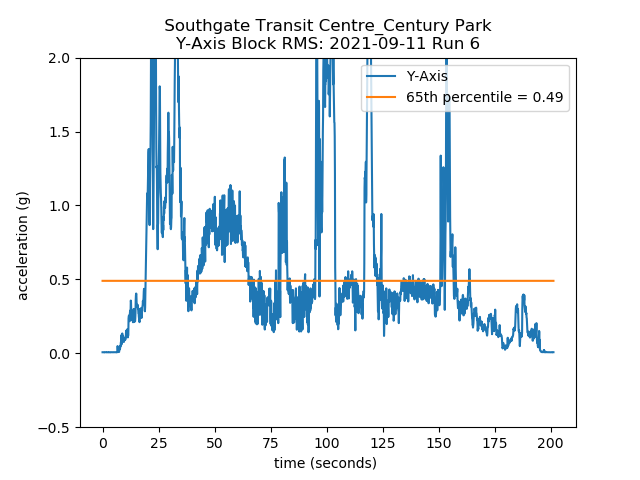 Southgate Transit Centre_Century Park
Y-Axis Block RMS: 2021-09-11 Run 6
Y-Axis
65th percentile = 0.49
2.0
1.5
1.0
0.5
0.0
−0.5
acceleration (g)
0 25 50 75 100 125 150 175 200
time (seconds)